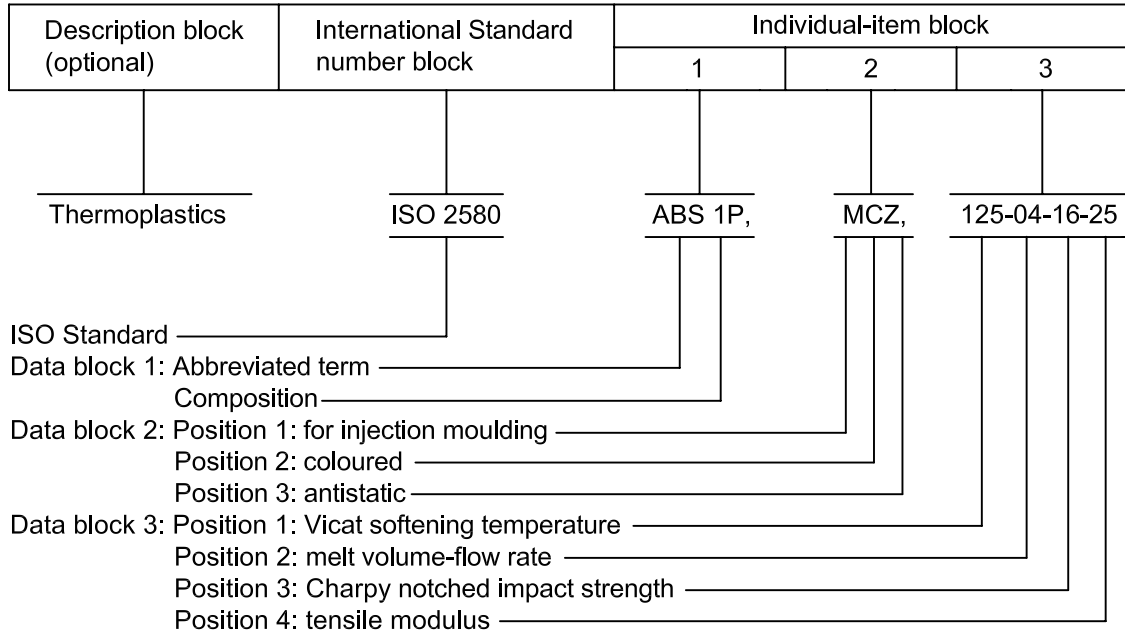 Description block
(optional)
International Standard
number block
Individual-item block
1
2
3
Thermoplastics
ISO 2580
ABS 1P,
MCZ,
125-04-16-25
ISO Standard
Data block 1: Abbreviated term
Composition
Data block 2: Position 1: for injection moulding
Position 2: coloured
Position 3: antistatic
Data block 3: Position 1: Vicat softening temperature
Position 2: melt volume-flow rate
Position 3: Charpy notched impact strength
Position 4: tensile modulus